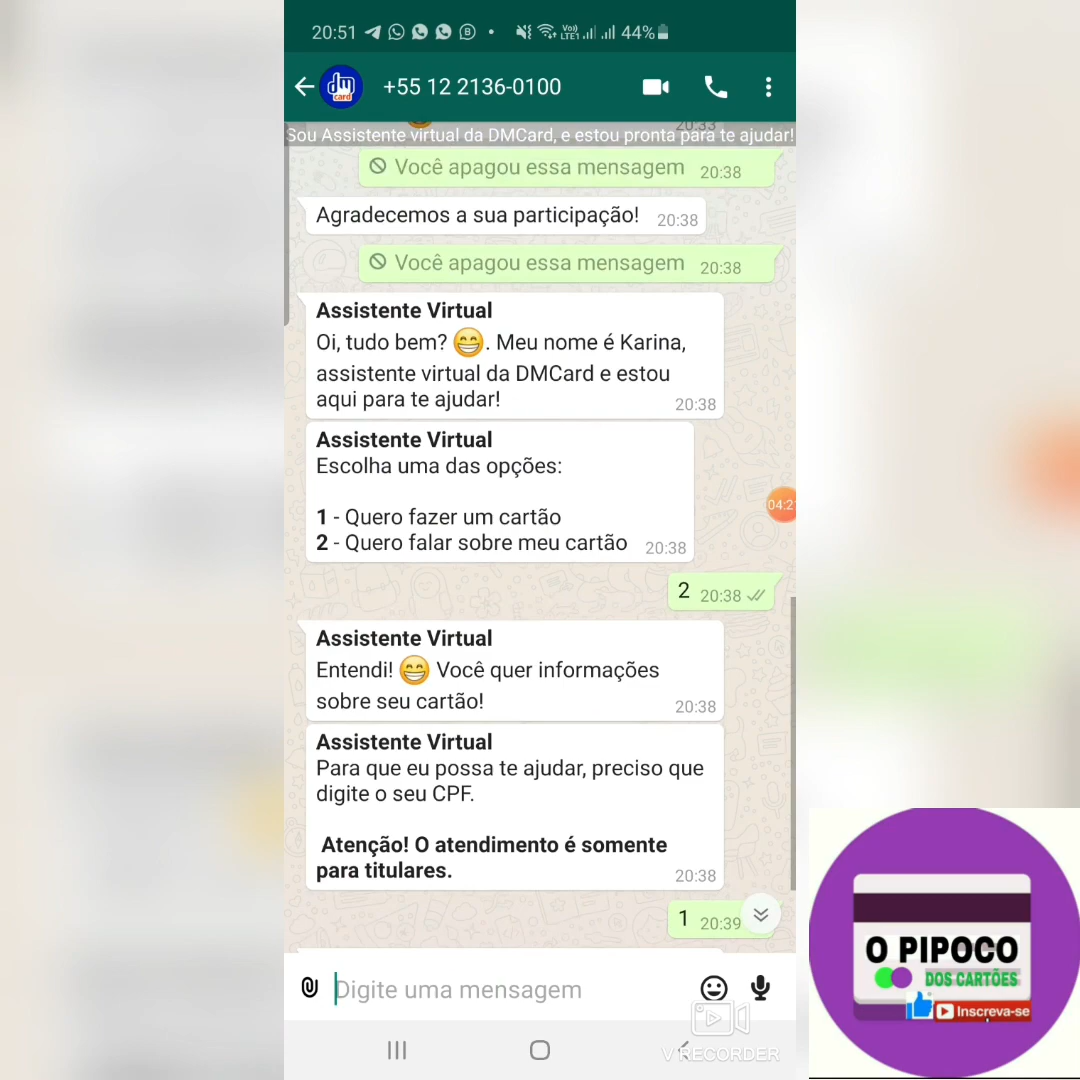 20:51 44%
dm card +55 12 2136-0100
20:33
Sou Assistente virtual da DMCard, e estou pronta para te ajudar!
Você apagou essa mensagem 20:38
Agradecemos a sua participação! 20:38
Você apagou essa mensagem 20:38
Assistente Virtual
Oi, tudo bem? 😁. Meu nome é Karina,
assistente virtual da DMCard e estou
aqui para te ajudar! 20:38
Assistente Virtual
Escolha uma das opções:
1 - Quero fazer um cartão
2 - Quero falar sobre meu cartão 20:38
04:2
2 20:38
Assistente Virtual
Entendi! 😁 Você quer informações
sobre seu cartão! 20:38
Assistente Virtual
Para que eu possa te ajudar, preciso que
digite o seu CPF.
Atenção! O atendimento é somente
para titulares. 20:38
1 20:39
Digite uma mensagem
V RECORDER
O PIPOCO
DOS CARTÕES
Inscreva-se